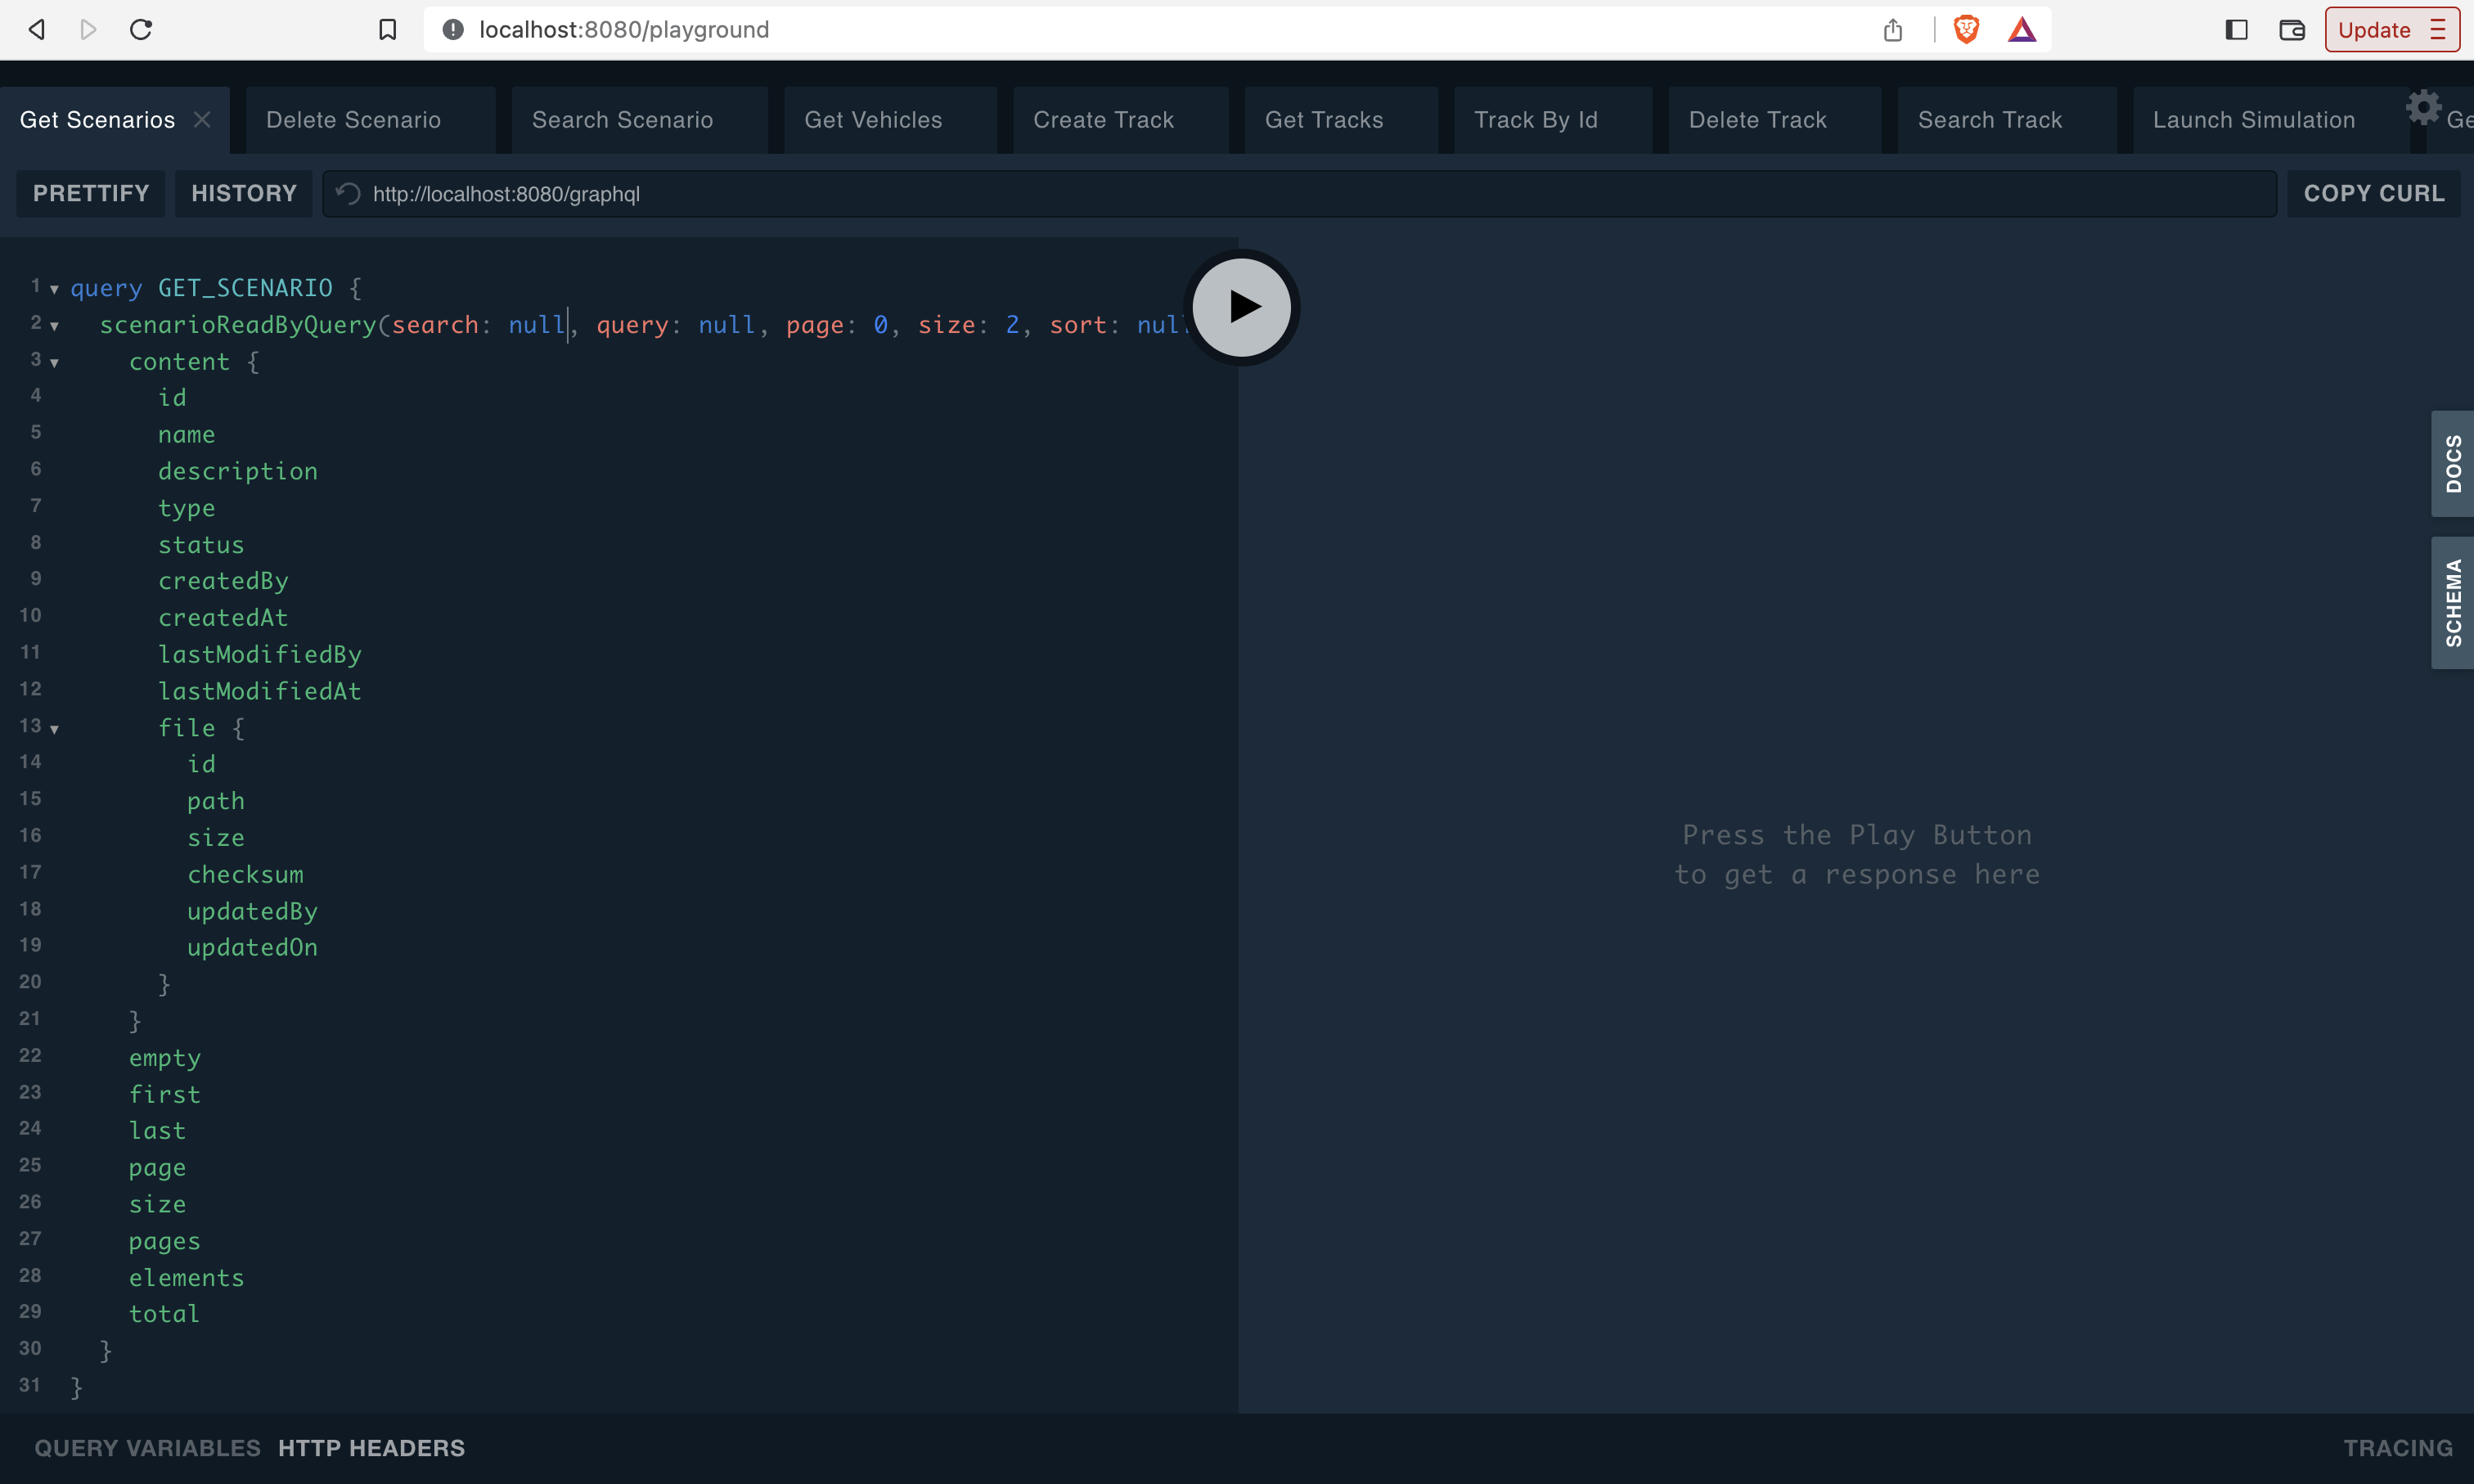 localhost:8080/playground
Update
Get Scenarios Delete Scenario Search Scenario Get Vehicles Create Track Get Tracks Track By Id Delete Track Search Track Launch Simulation Ge
PRETTIFY HISTORY http://localhost:8080/graphql COPY CURL
1 query GET_SCENARIO {
2 scenarioReadByQuery(search: null, query: null, page: 0, size: 2, sort: null
3 content {
4 id
5 name
6 description
7 type
8 status
9 createdBy
10 createdAt
11 lastModifiedBy
12 lastModifiedAt
13 file {
14 id
15 path
16 size
17 checksum
18 updatedBy
19 updatedOn
20 }
21 }
22 empty
23 first
24 last
25 page
26 size
27 pages
28 elements
29 total
30 }
31 }
Press the Play Button
to get a response here
DOCS
SCHEMA
QUERY VARIABLES HTTP HEADERS TRACING